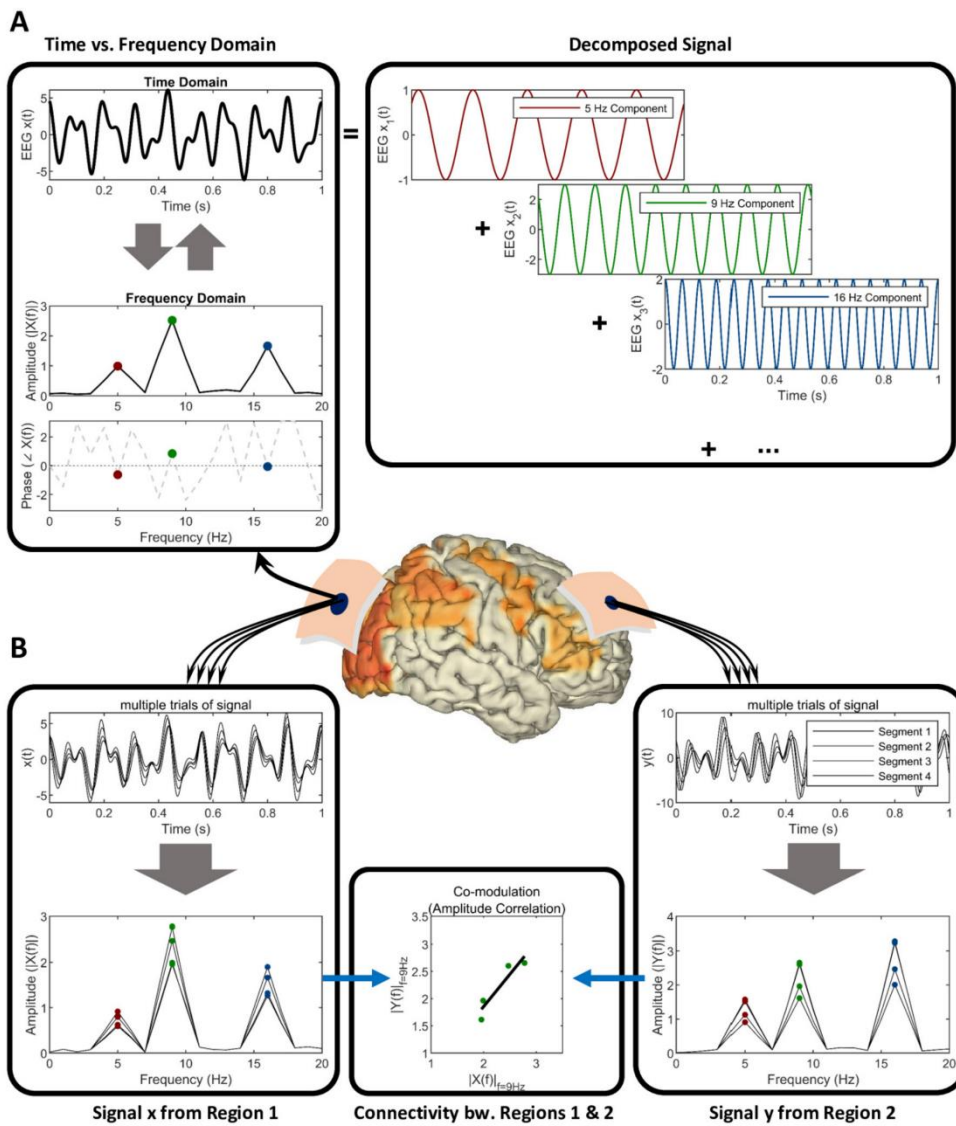 A
Time vs. Frequency Domain
Decomposed Signal
Time Domain
EEG x(t)
5
0
-5
0 0.2 0.4 0.6 0.8 1
Time (s)
=
EEG x1(t)
1
0
-1
5 Hz Component
+
EEG x2(t)
2
0
-2
9 Hz Component
+
EEG x3(t)
2
0
-2
16 Hz Component
0 0.2 0.4 0.6 0.8 1
Time (s)
+ ...
Frequency Domain
Amplitude (|X(f)|)
3
2
1
0
0 5 10 15 20
Phase (∠ X(f))
2
0
-2
0 5 10 15 20
Frequency (Hz)
B
multiple trials of signal
x(t)
5
0
-5
0 0.2 0.4 0.6 0.8 1
Time (s)
Amplitude (|X(f)|)
3
2
1
0
0 5 10 15 20
Frequency (Hz)
Signal x from Region 1
Co-modulation
(Amplitude Correlation)
|Y(f)|f=9Hz
3.5
3
2.5
2
1.5
1
1 2 3
|X(f)|f=9Hz
Connectivity bw. Regions 1 & 2
multiple trials of signal
y(t)
10
5
0
-10
Segment 1
Segment 2
Segment 3
Segment 4
0 0.2 0.4 0.6 0.8 1
Time (s)
Amplitude (|Y(f)|)
4
3
2
1
0
0 5 10 15 20
Frequency (Hz)
Signal y from Region 2